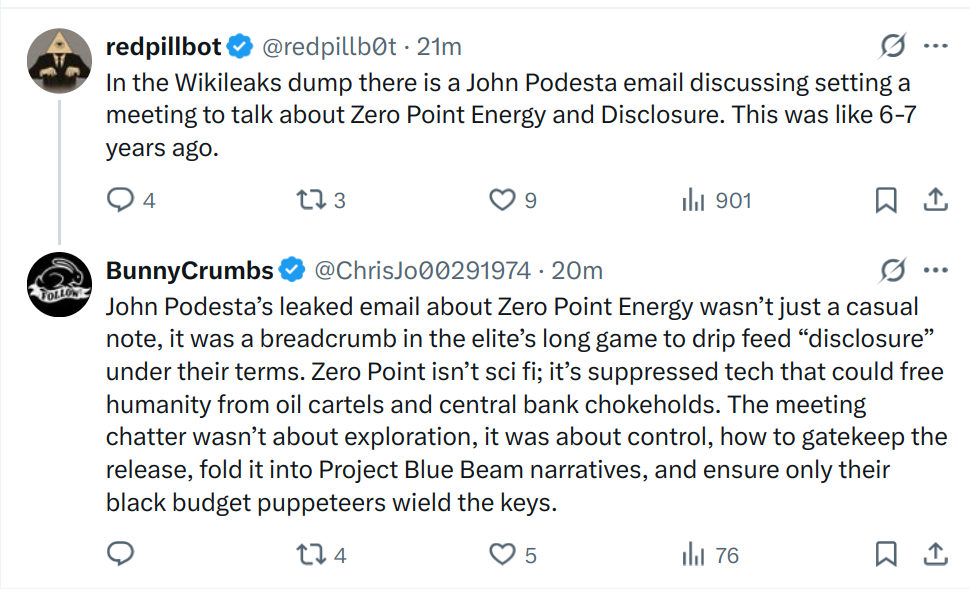 redpillbot @redpillb0t · 21m
In the Wikileaks dump there is a John Podesta email discussing setting a
meeting to talk about Zero Point Energy and Disclosure. This was like 6-7
years ago.
4 3 9 901
BunnyCrumbs @ChrisJo00291974 · 20m
FOLLOW
John Podesta’s leaked email about Zero Point Energy wasn’t just a casual
note, it was a breadcrumb in the elite’s long game to drip feed “disclosure”
under their terms. Zero Point isn’t sci fi; it’s suppressed tech that could free
humanity from oil cartels and central bank chokeholds. The meeting
chatter wasn’t about exploration, it was about control, how to gatekeep the
release, fold it into Project Blue Beam narratives, and ensure only their
black budget puppeteers wield the keys.
4 5 76